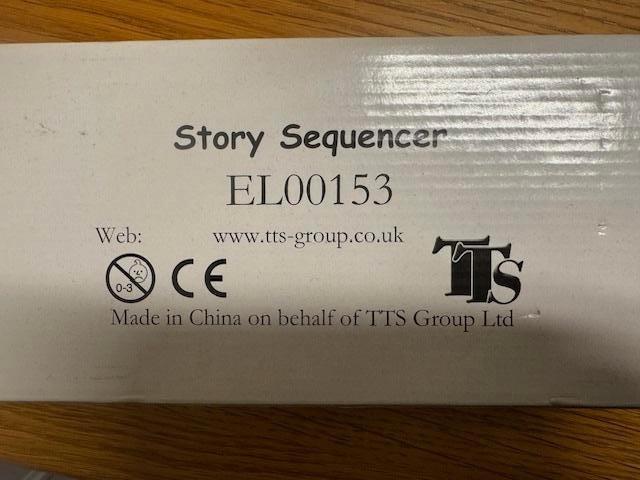 Story Sequencer
EL00153
Web: www.tts-group.co.uk
0-3 CE TTS
Made in China on behalf of TTS Group Ltd